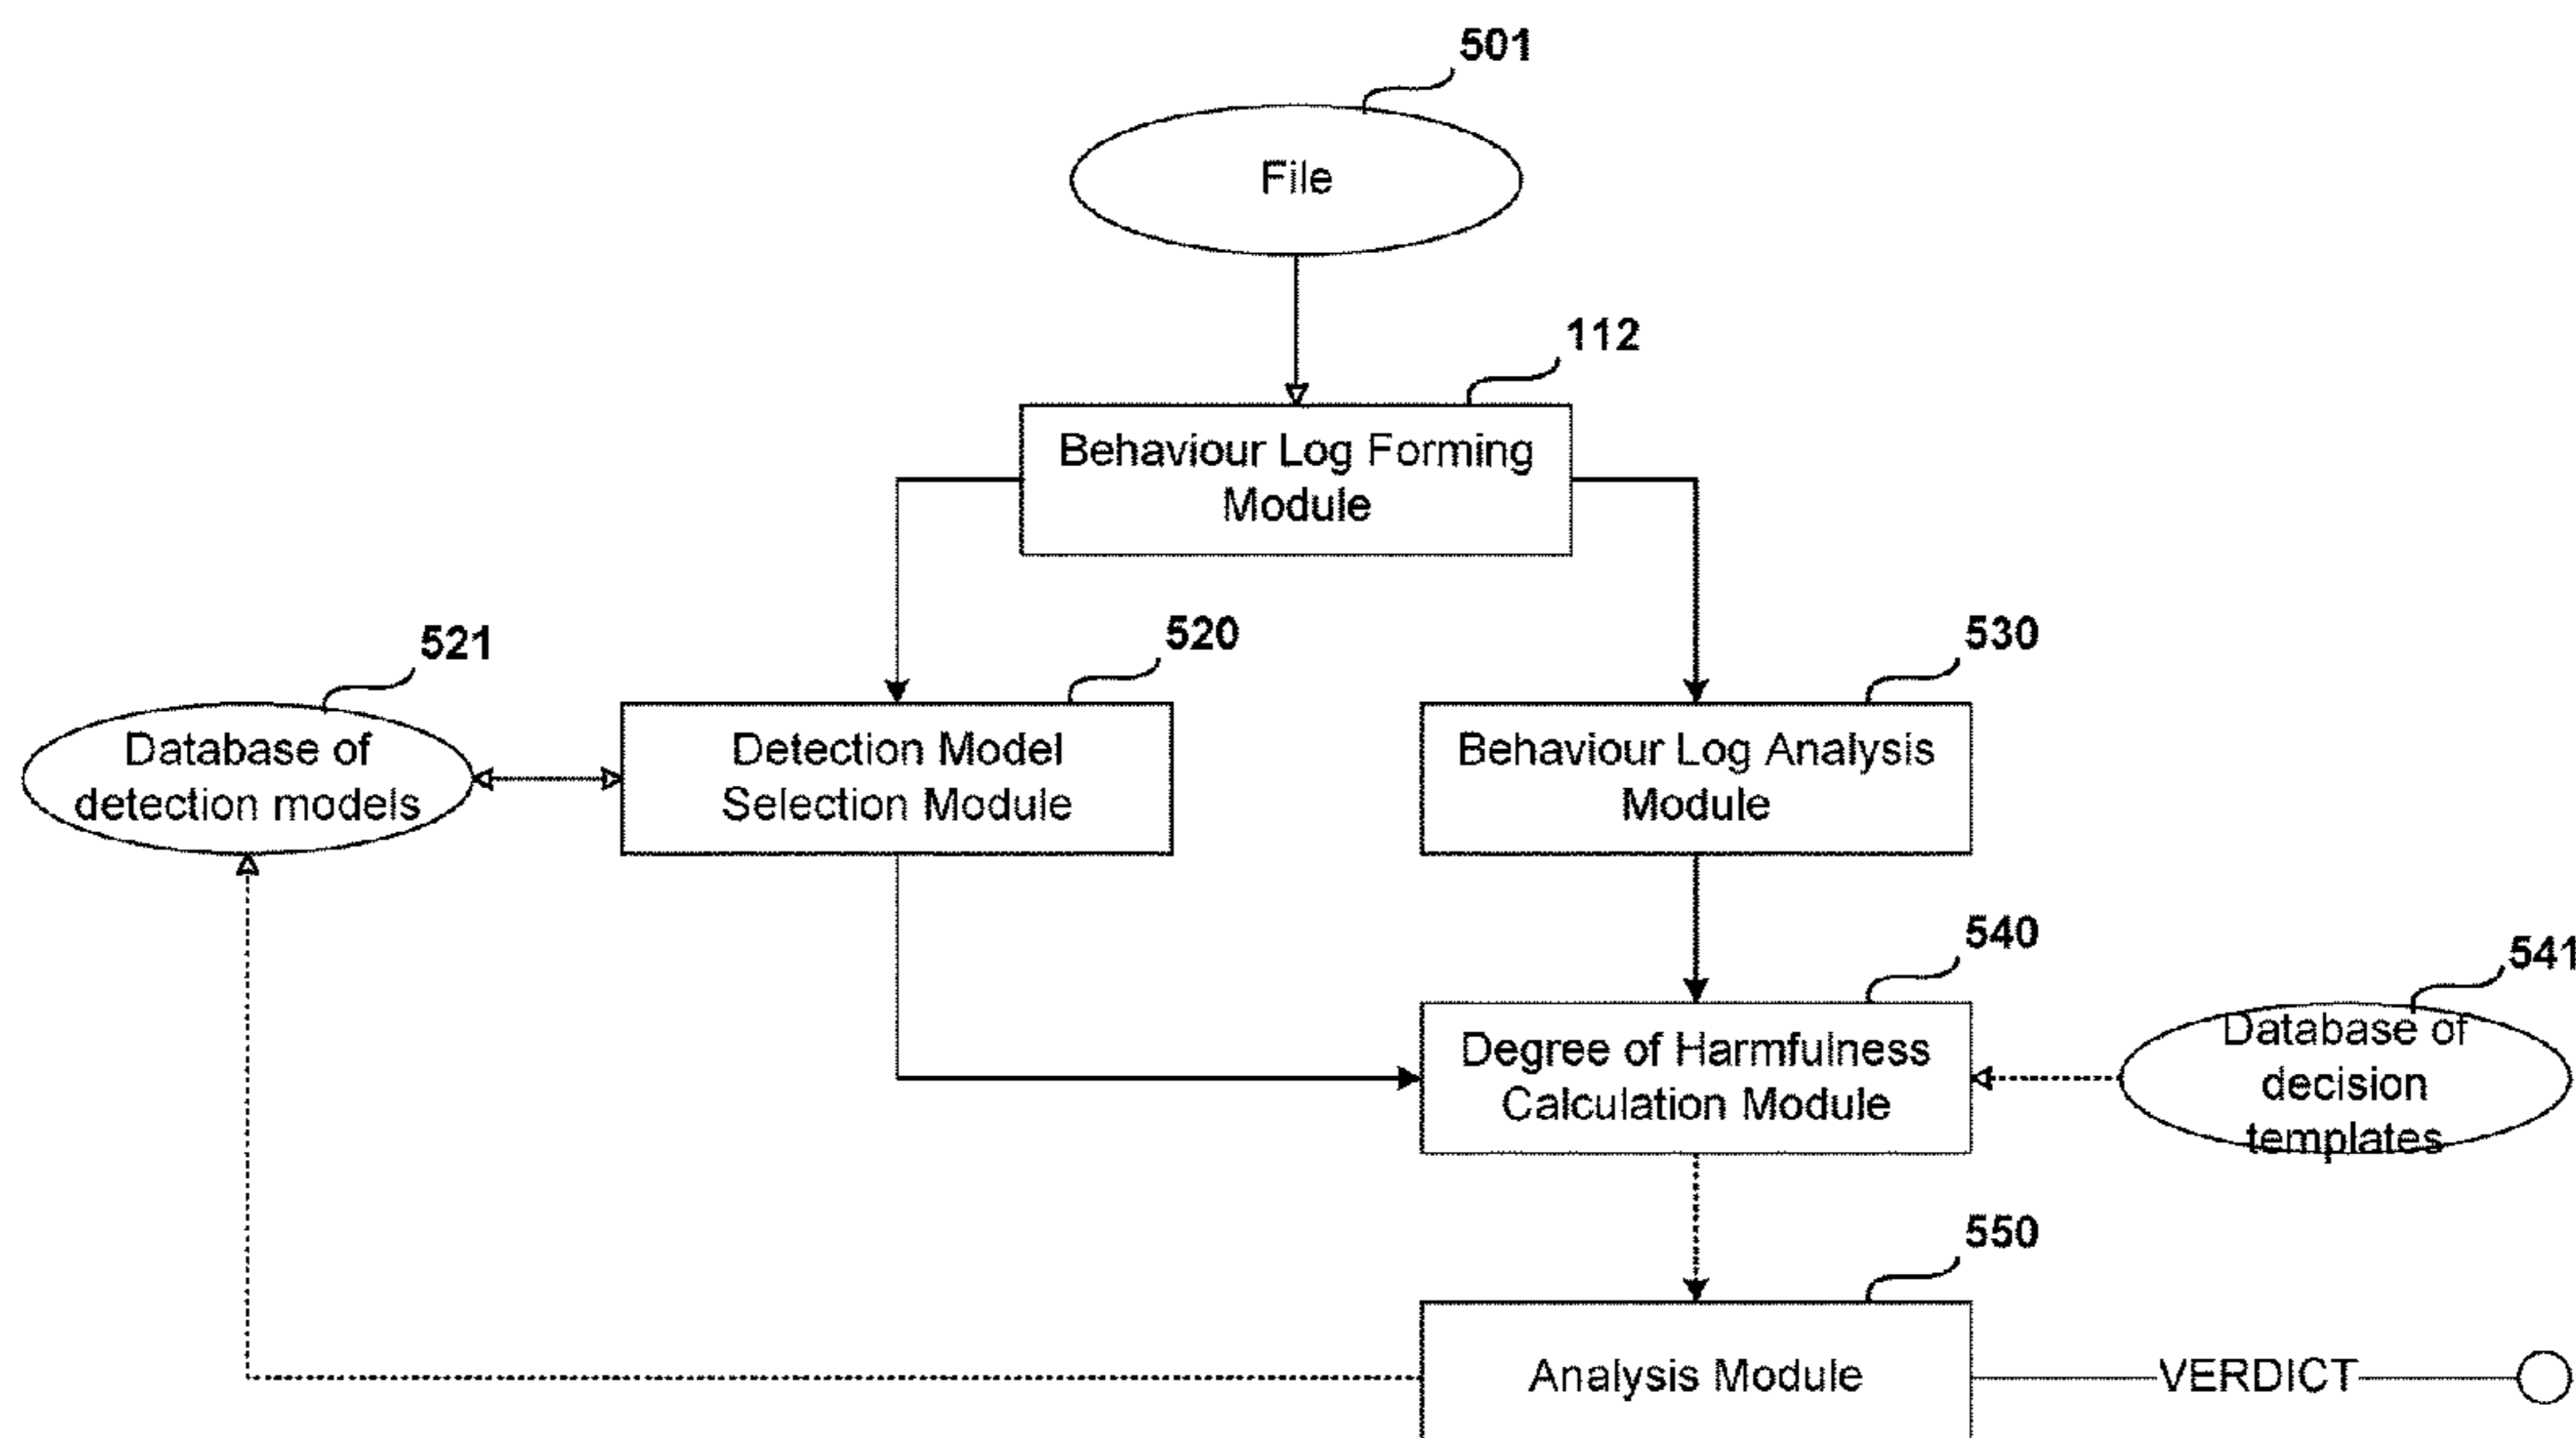 501
File
112
Behaviour Log Forming
Module
521
520
530
Database of
detection models
Detection Model
Selection Module
Behaviour Log Analysis
Module
540
541
Degree of Harmfulness
Calculation Module
Database of
decision
templates
550
Analysis Module
VERDICT